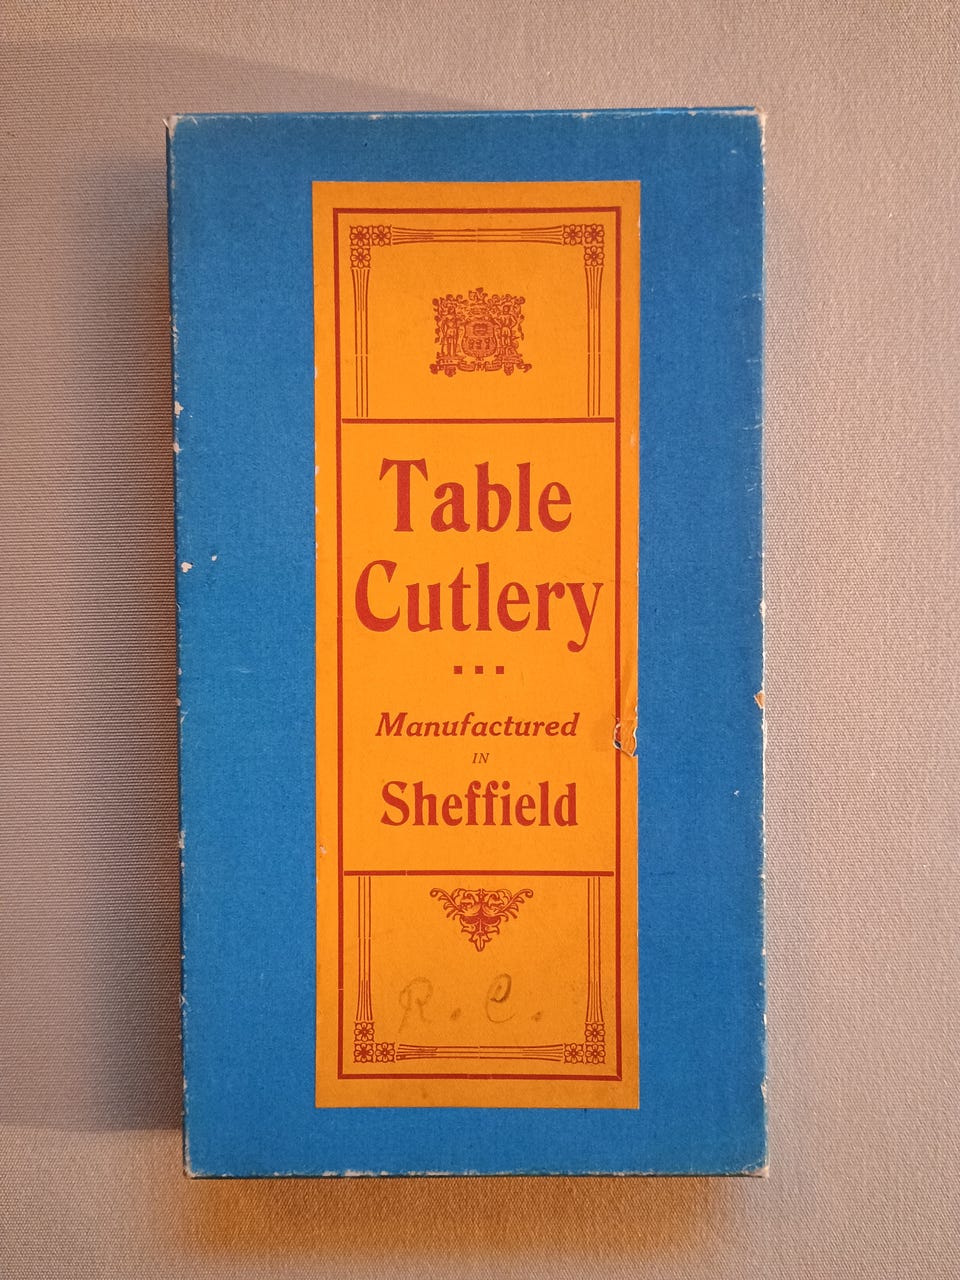 Table
Cutlery
Manufactured
IN
Sheffield
R. C.